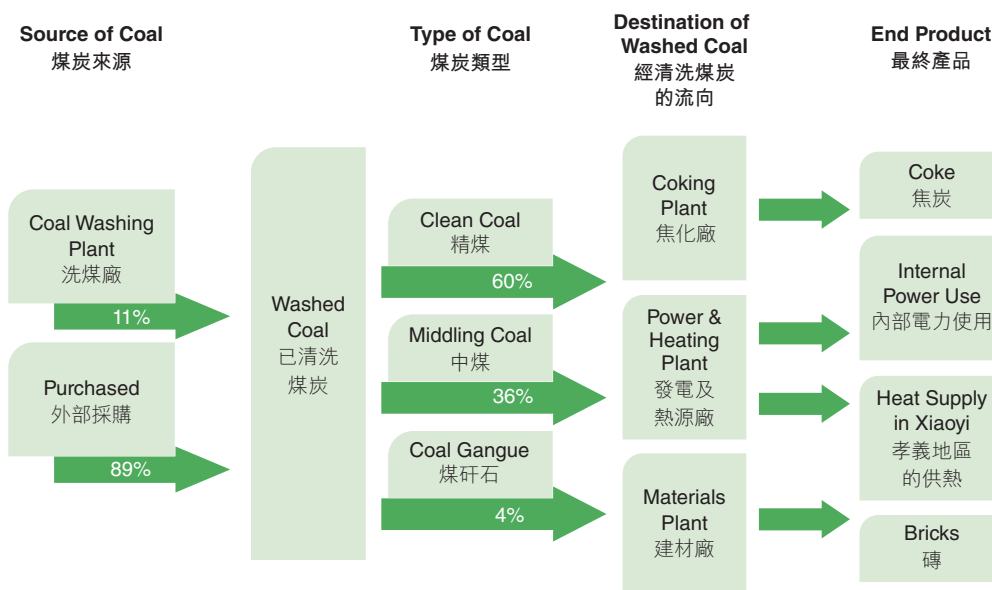 Source of Coal
煤炭來源
Type of Coal
煤炭類型
Destination of
Washed Coal
經清洗煤炭
的流向
End Product
最終產品
Coal Washing
Plant
洗煤廠
11%
Purchased
外部採購
89%
Washed
Coal
已清洗
煤炭
Clean Coal
精煤
60%
Middling Coal
中煤
36%
Coal Gangue
煤矸石
4%
Coking
Plant
焦化廠
Power &
Heating
Plant
發電及
熱源廠
Materials
Plant
建材廠
Coke
焦炭
Internal
Power Use
內部電力使用
Heat Supply
in Xiaoyi
孝義地區
的供熱
Bricks
磚